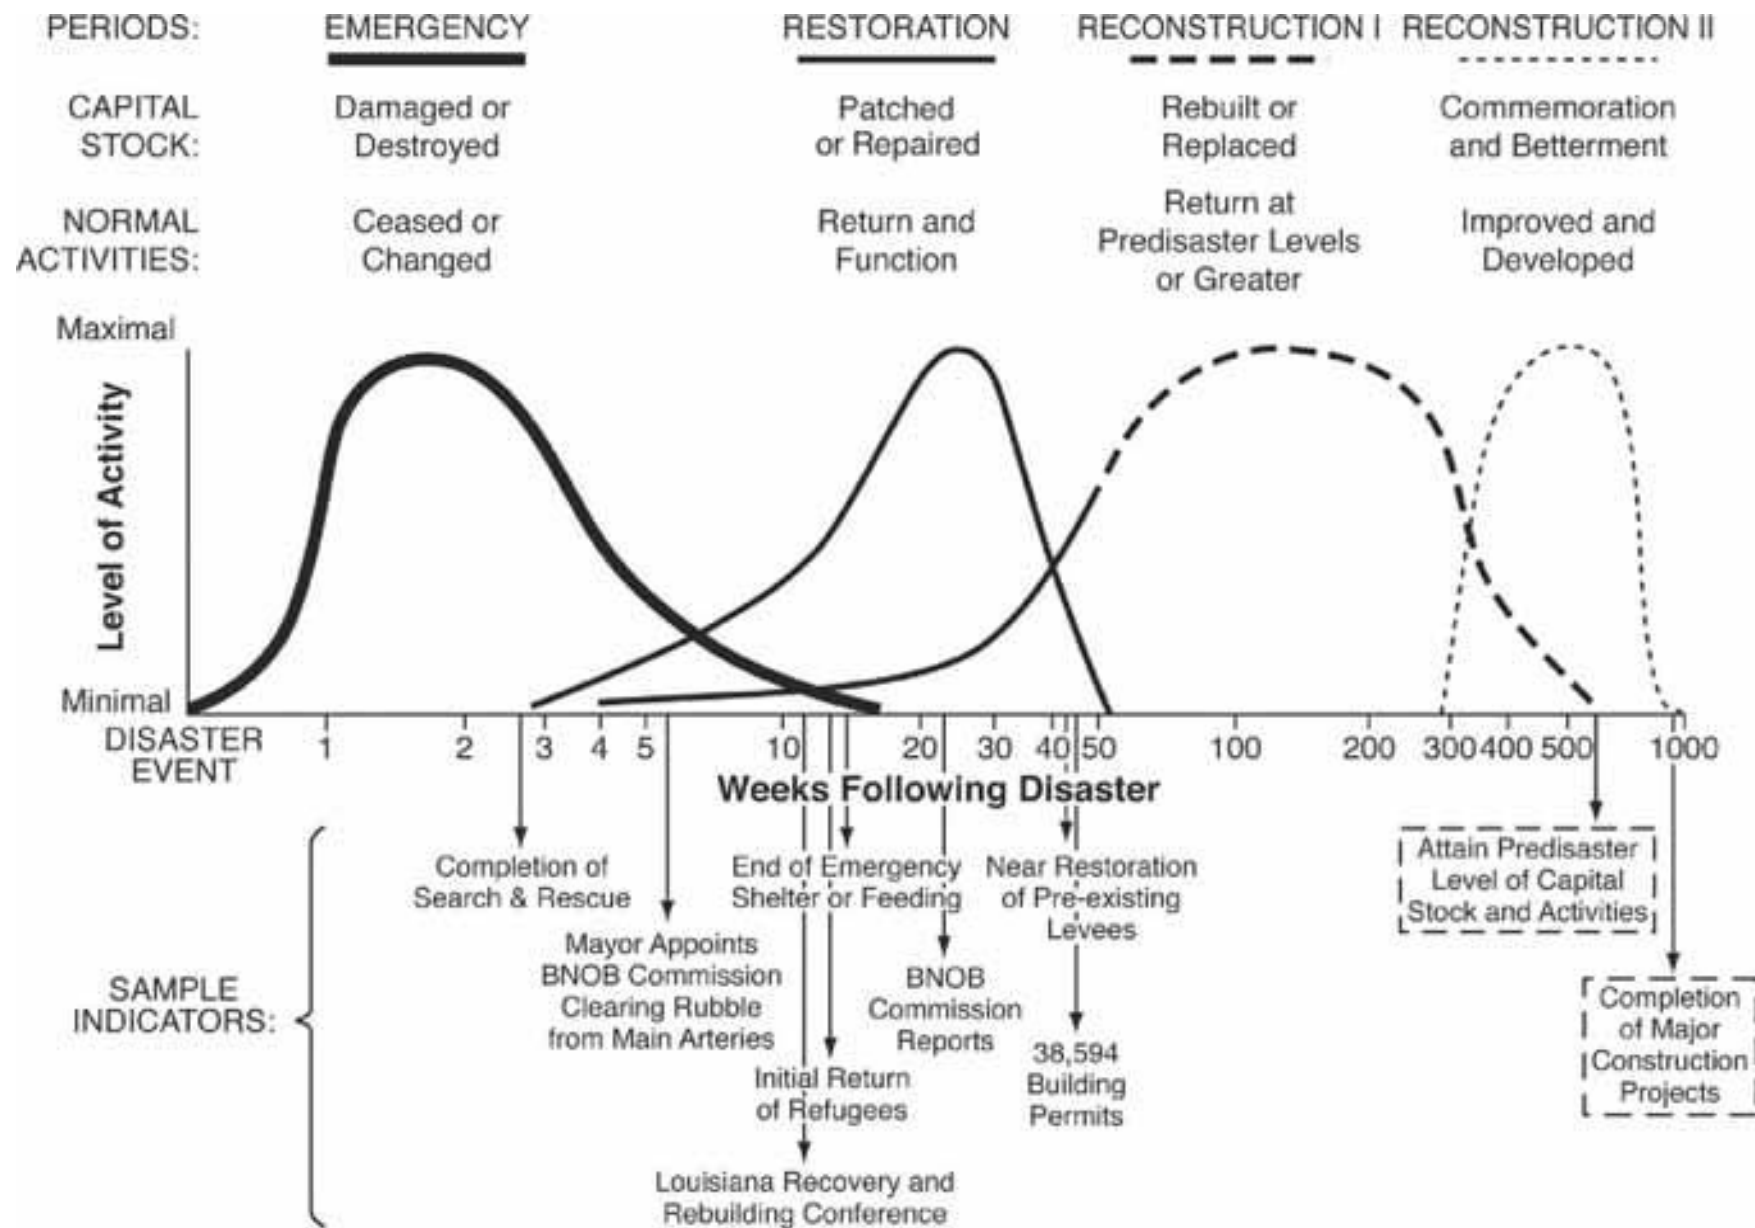 PERIODS: EMERGENCY RESTORATION RECONSTRUCTION I RECONSTRUCTION II
CAPITAL STOCK:
Damaged or
Destroyed
Patched
or Repaired
Rebuilt or
Replaced
Commemoration
and Betterment
NORMAL
ACTIVITIES:
Ceased or
Changed
Return and
Function
Return at
Predisaster Levels
or Greater
Improved and
Developed
Maximal
Level of Activity
Minimal
DISASTER
EVENT
1 2 3 4 5 10 20 30 40 50 100 200 300 400 500 1000
Weeks Following Disaster
SAMPLE
INDICATORS:
Completion of
Search & Rescue
Mayor Appoints
BNOB Commission
Clearing Rubble
from Main Arteries
End of Emergency
Shelter or Feeding
Initial Return
of Refugees
Louisiana Recovery and
Rebuilding Conference
BNOB
Commission
Reports
Near Restoration
of Pre-existing
Levees
38,594
Building
Permits
Attain Predisaster
Level of Capital
Stock and Activities
Completion
of Major
Construction
Projects